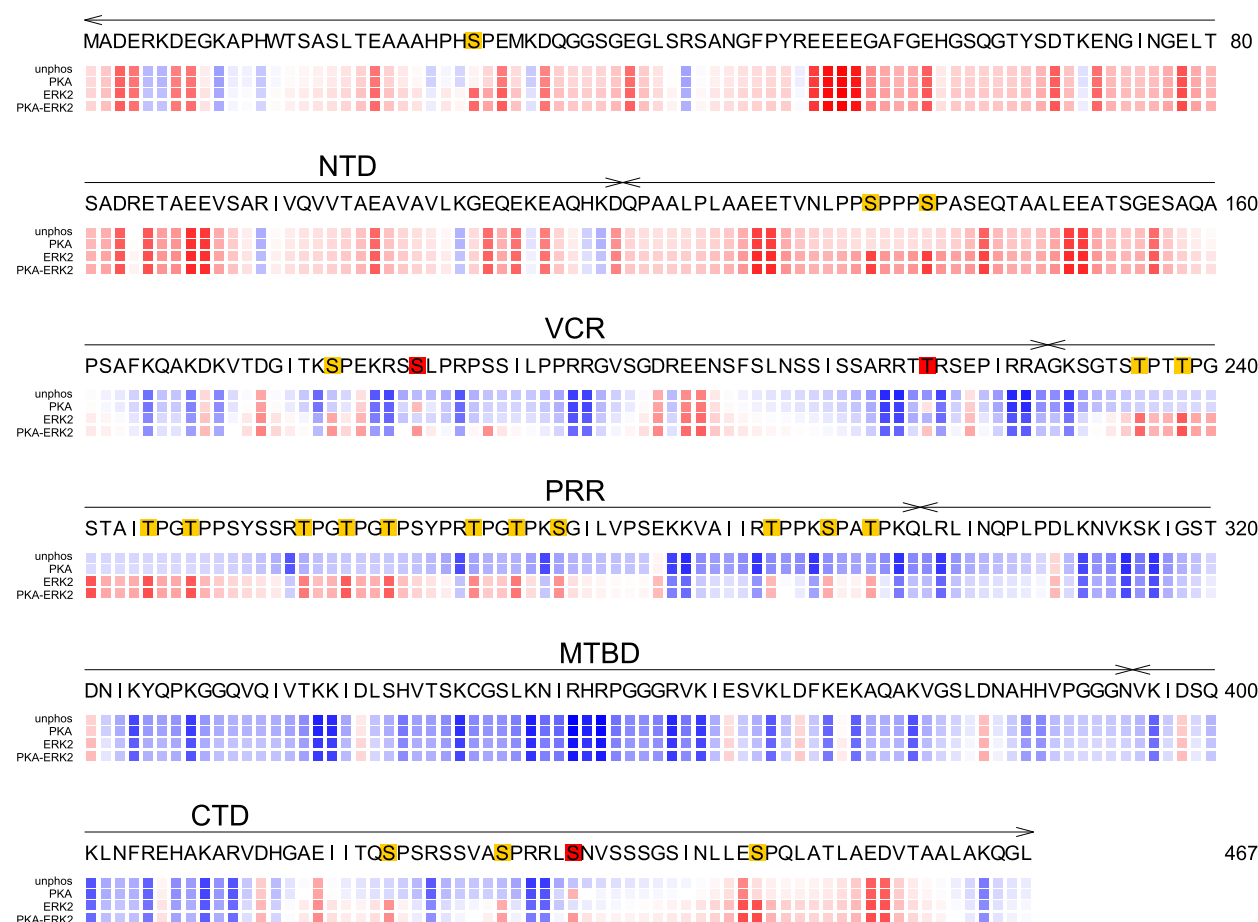 MADERKDEGKAPHWTSASLTEAAAHPHSPEMKDQGGSGEGLSRSANGFPYREEEEGAFGEHGSQGTYSDTKENGINGELT 80
unphos
PKA
ERK2
PKA-ERK2
NTD
SADRETAEEVSARIVQVVTAEAVAVLKGEQEKEAQHKDQPAALPLAAEETVNLPPSPPPSPASEQTAALEEATSGESAQA 160
unphos
PKA
ERK2
PKA-ERK2
VCR
PSAFKQAKDKVTDGITKSPEKRSSLPRPSSILPPRRGVSGDREENSFSLNSSISSARRTTRSEPIRRAGKSGTSTPTTPG 240
unphos
PKA
ERK2
PKA-ERK2
PRR
STAITPGTPPSYSSRTPGTPGTPSYPRTPGTPKSGILVPSEKKVAIIRTPPKSPATPKQLRLINQPLPDLKNVKSKIGST 320
unphos
PKA
ERK2
PKA-ERK2
MTBD
DNIKYQPKGGQVQIVTKKIDLSHVTSKCGSLKNIRHRPGGGRVKIESVKLDFKEKAQAKVGSLDNAHHVPGGGNVKIDSQ 400
unphos
PKA
ERK2
PKA-ERK2
CTD
KLNFREHAKARVDHGAEIITQSPSRSSVASPRRLSNVSSSGSINLLESPQLATLAEDVTAALAKQGL 467
unphos
PKA
ERK2
PKA-ERK2